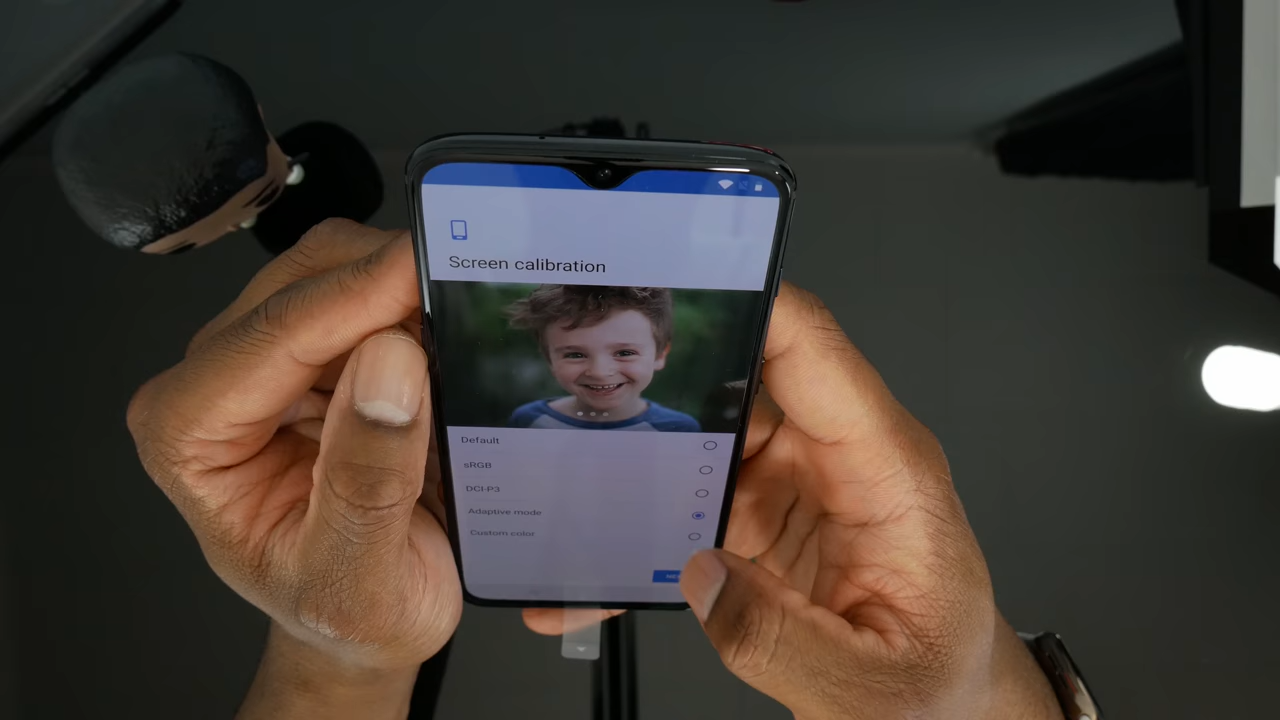 Screen calibration
Default
sRGB
DCI-P3
Adaptive mode
Custom color